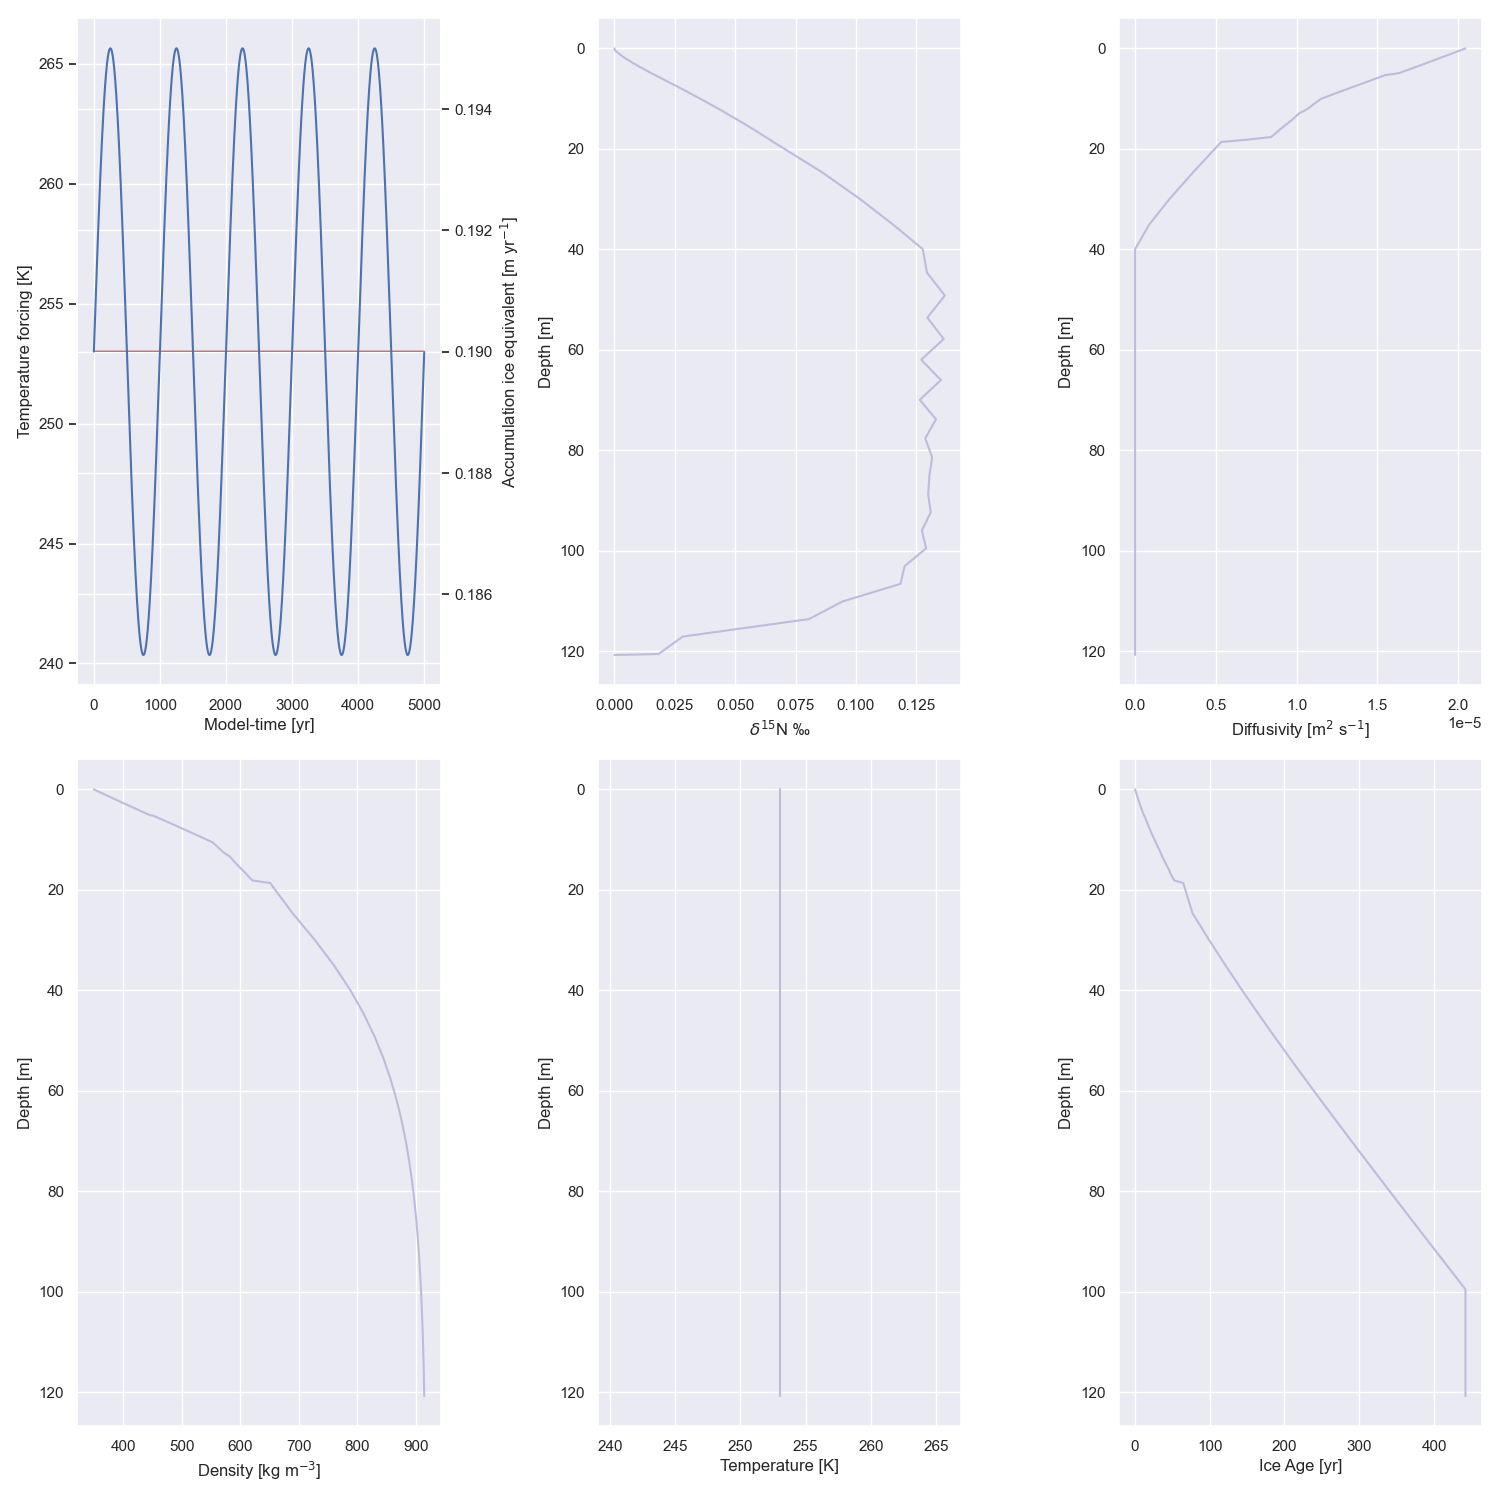 265
260
255
250
245
240
Temperature forcing [K]
0.194
0.192
0.190
0.188
0.186
Accumulation ice equivalent [m yr⁻¹]
0 1000 2000 3000 4000 5000
Model-time [yr]
0
20
40
60
80
100
120
Depth [m]
0.000 0.025 0.050 0.075 0.100 0.125
δ¹⁵N ‰
0
20
40
60
80
100
120
Depth [m]
0.0 0.5 1.0 1.5 2.0
1e−5
Diffusivity [m² s⁻¹]
0
20
40
60
80
100
120
Depth [m]
400 500 600 700 800 900
Density [kg m⁻³]
0
20
40
60
80
100
120
Depth [m]
240 245 250 255 260 265
Temperature [K]
0
20
40
60
80
100
120
Depth [m]
0 100 200 300 400
Ice Age [yr]